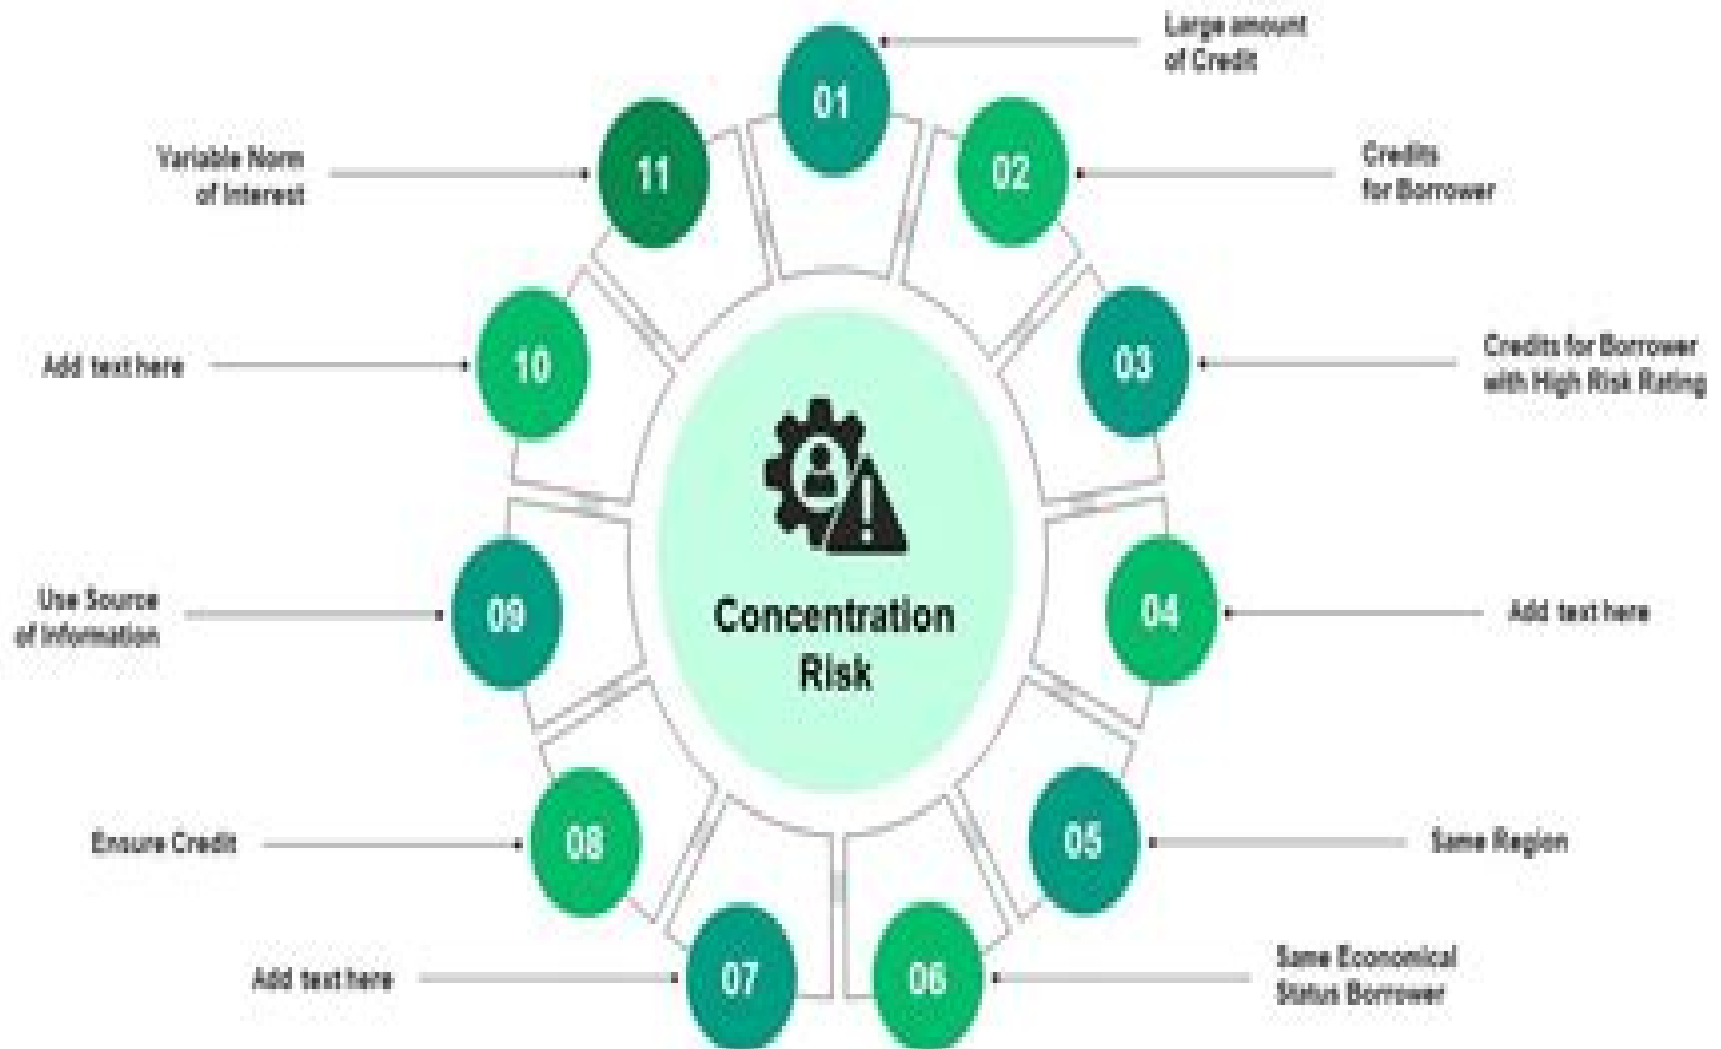 01
Large amount
of Credit
02
Credits
for Borrower
03
Credits for Borrower
with High Risk Rating
04
Add text here
05
Same Region
06
Same Economical
Status Borrower
07
Add text here
08
Ensure Credit
09
Use Source
of Information
10
Add text here
11
Variable Norm
of Interest
Concentration
Risk